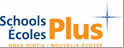 Schools Plus
Écoles
NOVA SCOTIA / NOUVELLE-ÉCOSSE